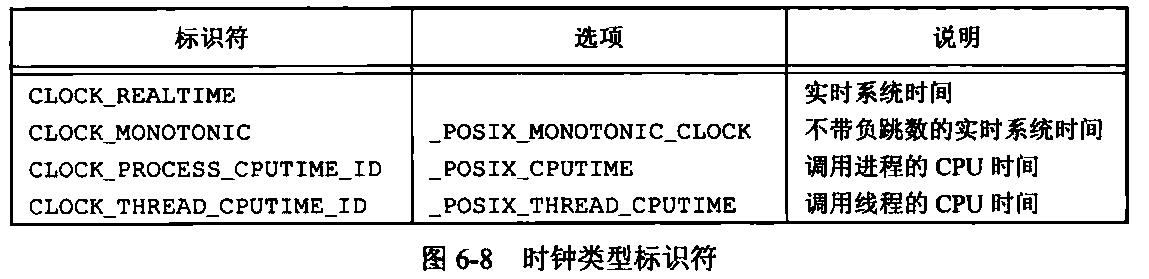 标识符 选项 说明
CLOCK_REALTIME 实时系统时间
CLOCK_MONOTONIC _POSIX_MONOTONIC_CLOCK 不带负跳数的实时系统时间
CLOCK_PROCESS_CPUTIME_ID _POSIX_CPUTIME 调用进程的 CPU 时间
CLOCK_THREAD_CPUTIME_ID _POSIX_THREAD_CPUTIME 调用线程的 CPU 时间
图 6-8 时钟类型标识符